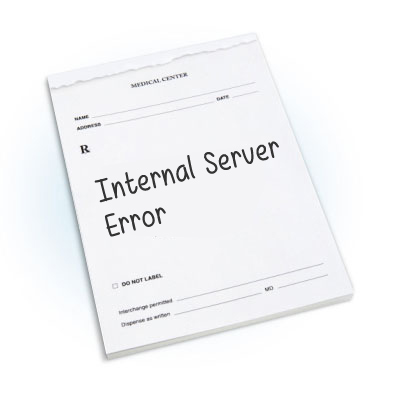 MEDICAL CENTER
NAME
ADDRESS DATE
℞
Internal Server
Error
DO NOT LABEL
Interchange permitted
Dispense as written MD